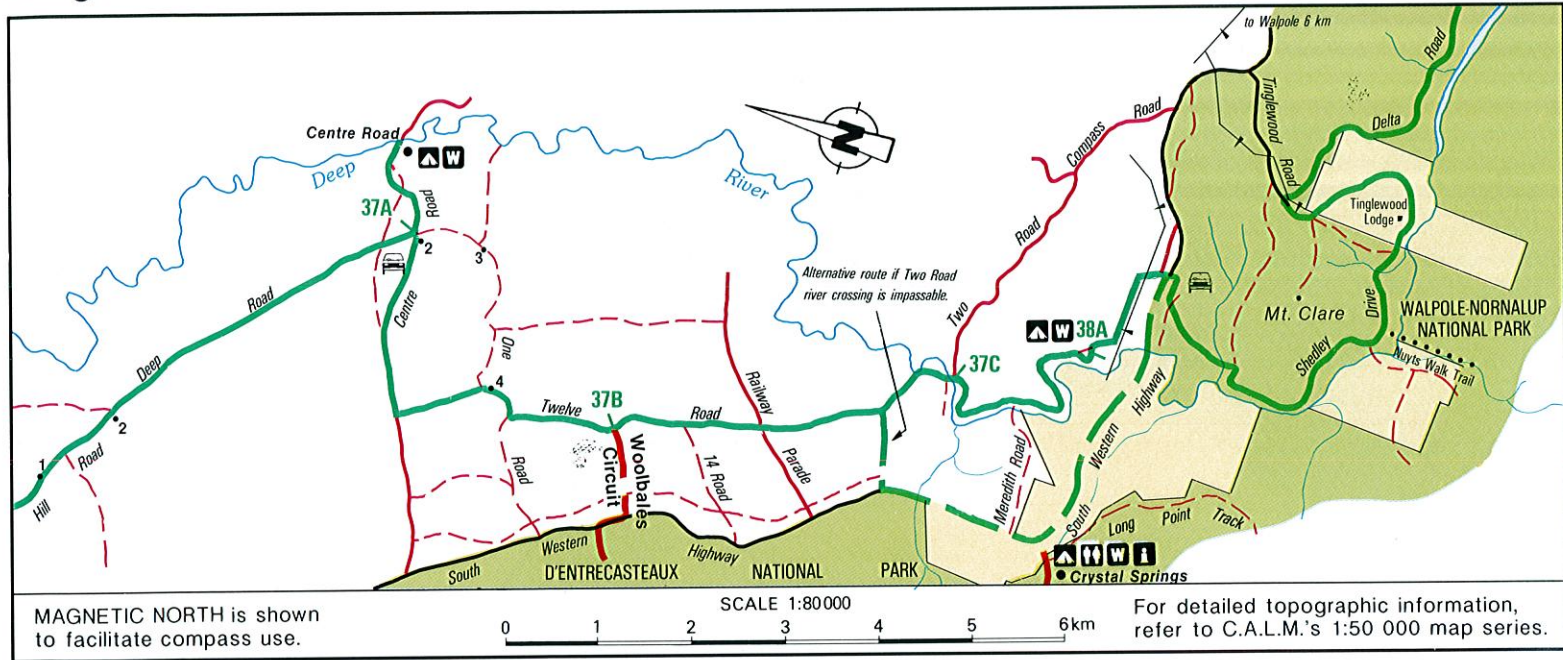 to Walpole 6 km
Road
Tinglewood
Road
Delta
Road
Compass
Road
Two
Centre Road
W
Deep
River
N
37A
Road
2
3
Centre
Deep
Road
Alternative route if Two Road
river crossing is impassable.
Tinglewood
Lodge
Mt. Clare
Drive
Shedley
WALPOLE-NORNALUP
NATIONAL PARK
Nuyts Walk Trail
W
38A
37C
One
Road
4
Twelve
37B
Road
Railway
Parade
Woolbales
Circuit
14 Road
Meredith Road
South
Western
Highway
2
1
Hill
Road
South
Western
Highway
Long
Point
Track
W
i
Crystal Springs
D'ENTRECASTEAUX
NATIONAL
PARK
MAGNETIC NORTH is shown
to facilitate compass use.
SCALE 1:80 000
0 1 2 3 4 5 6 km
For detailed topographic information,
refer to C.A.L.M.'s 1:50 000 map series.